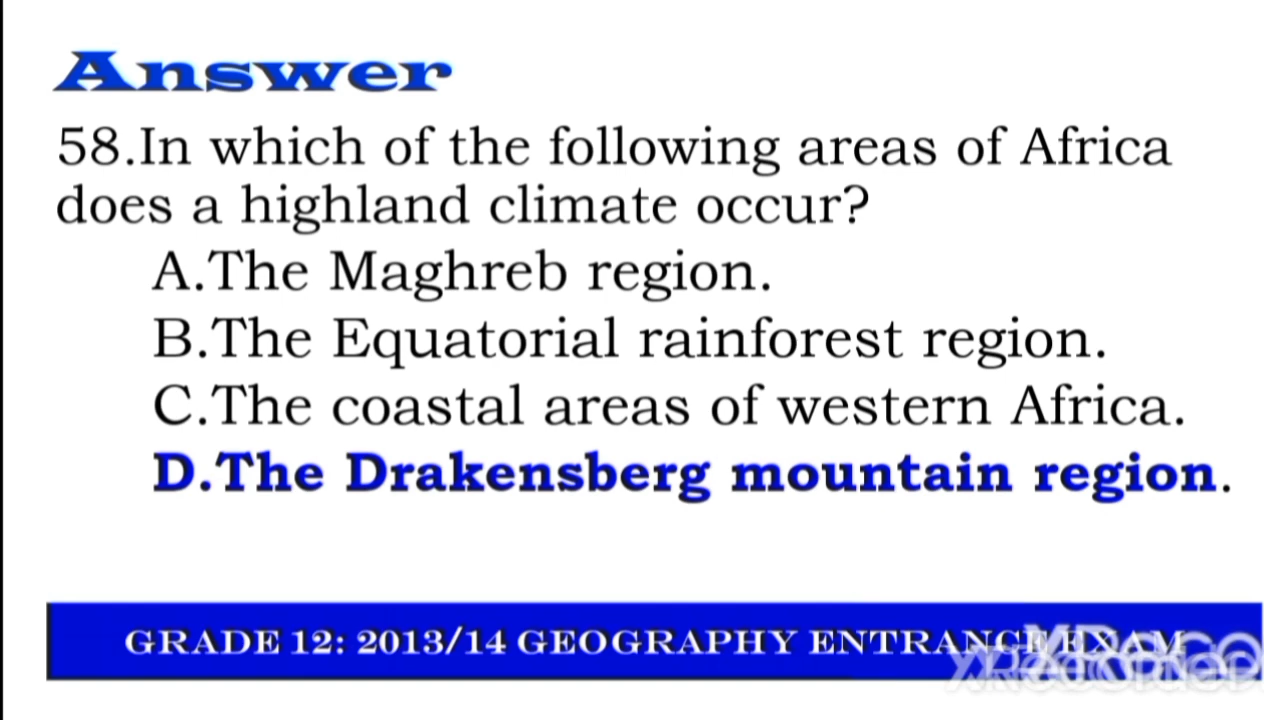 Answer
58.In which of the following areas of Africa
does a highland climate occur?
A.The Maghreb region.
B.The Equatorial rainforest region.
C.The coastal areas of western Africa.
D.The Drakensberg mountain region.
GRADE 12: 2013/14 GEOGRAPHY ENTRANCE EXAM